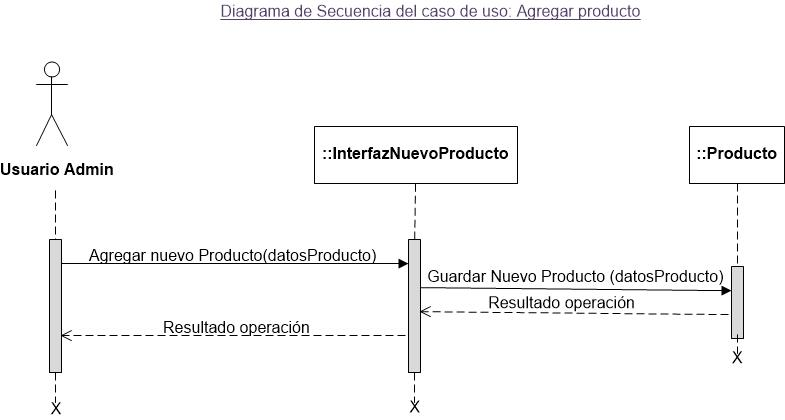 Diagrama de Secuencia del caso de uso: Agregar producto
Usuario Admin
::InterfazNuevoProducto
::Producto
Agregar nuevo Producto(datosProducto)
Guardar Nuevo Producto (datosProducto)
Resultado operación
Resultado operación
X
X
X